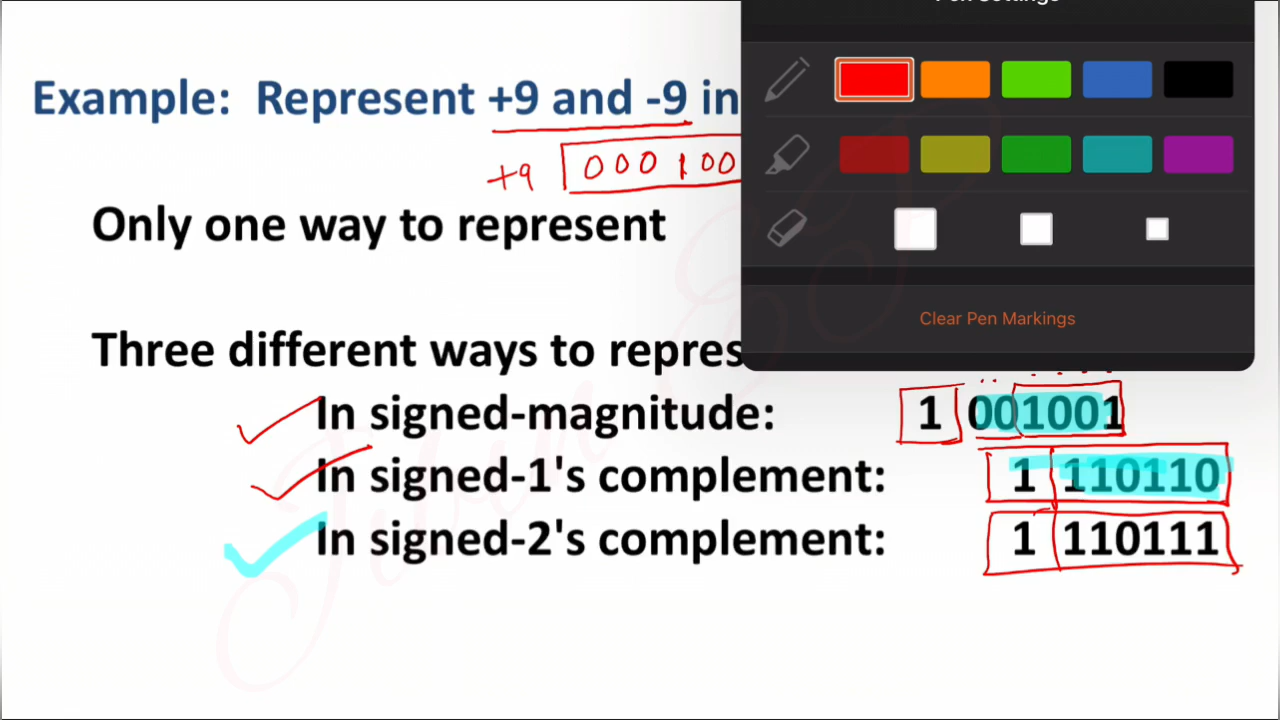 Pen Settings
Example: Represent +9 and -9 in
+9 000100
Only one way to represent
Clear Pen Markings
Three different ways to repres
In signed-magnitude: 1 001001
In signed-1's complement: 1 110110
In signed-2's complement: 1 110111